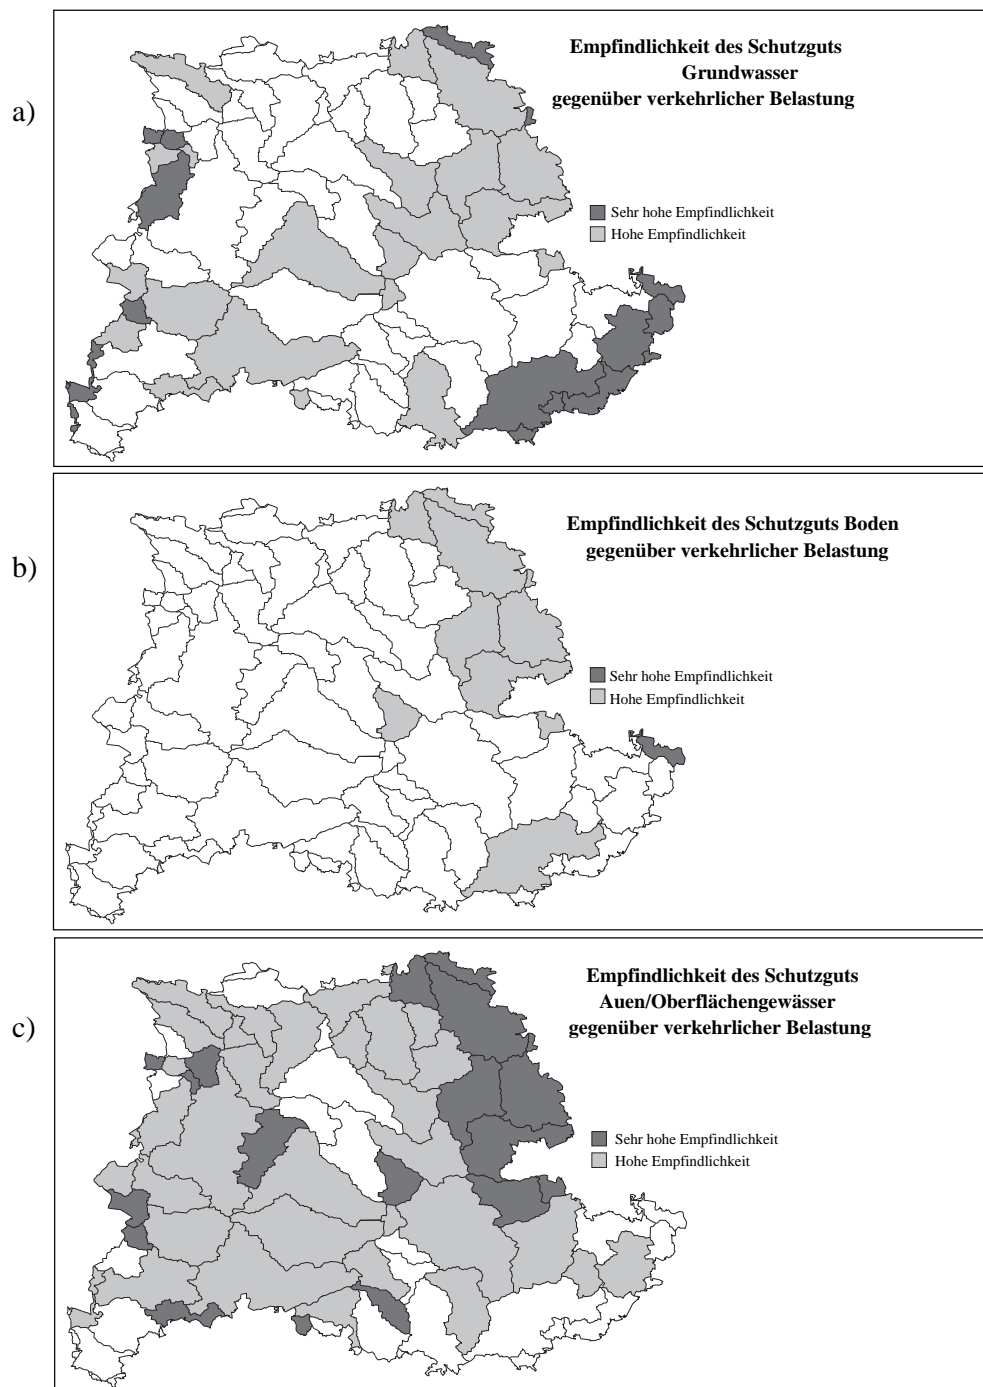 a)
Empfindlichkeit des Schutzguts
Grundwasser
gegenüber verkehrlicher Belastung
Sehr hohe Empfindlichkeit
Hohe Empfindlichkeit
b)
Empfindlichkeit des Schutzguts Boden
gegenüber verkehrlicher Belastung
Sehr hohe Empfindlichkeit
Hohe Empfindlichkeit
c)
Empfindlichkeit des Schutzguts
Auen/Oberflächengewässer
gegenüber verkehrlicher Belastung
Sehr hohe Empfindlichkeit
Hohe Empfindlichkeit